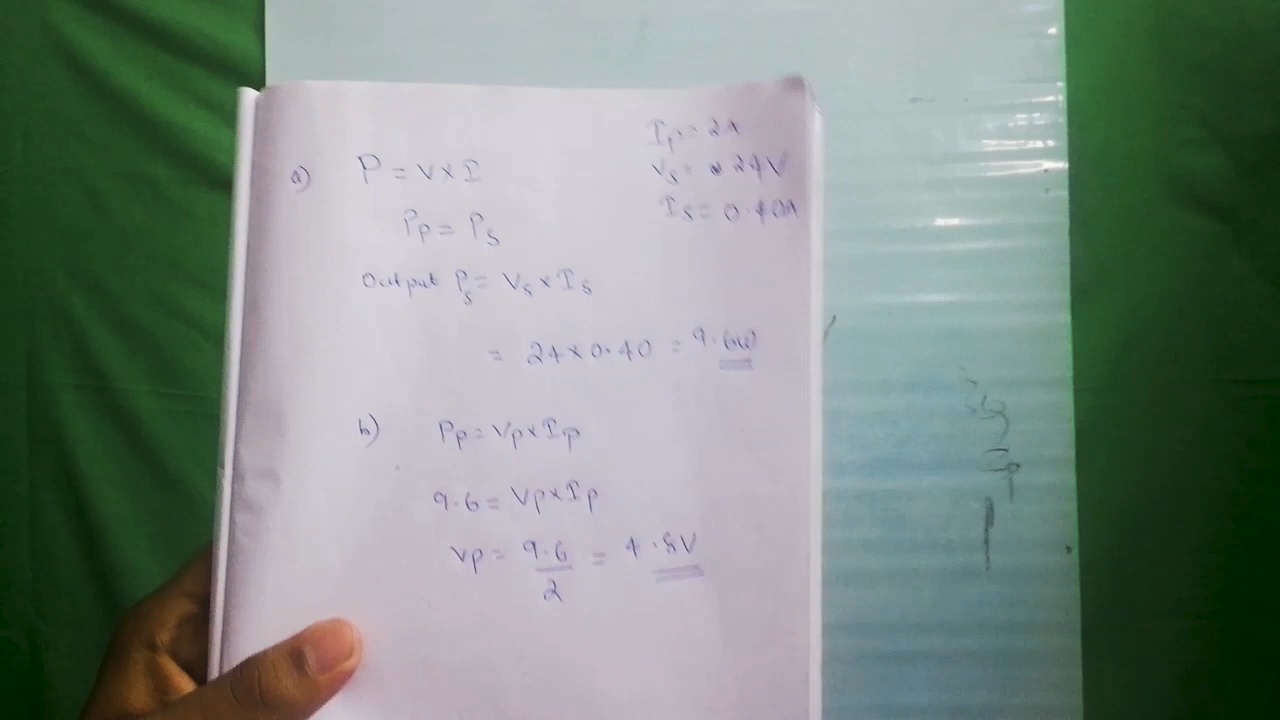 Ip = 2A
Vs = 24V
Is = 0.40A
a) P = V x I
Pp = Ps
Output Ps = Vs x Is
= 24 x 0.40 = 9.6W
b) Pp = Vp x Ip
9.6 = Vp x Ip
Vp = 9.6/2 = 4.8V